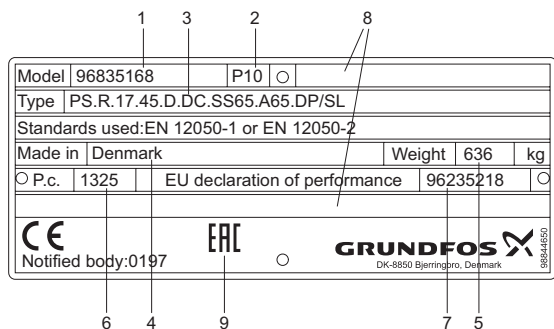 1 3 2 8
Model 96835168 P10
Type PS.R.17.45.D.DC.SS65.A65.DP/SL
Standards used:EN 12050-1 or EN 12050-2
Made in Denmark Weight 636 kg
P.c. 1325 EU declaration of performance 96235218
CE EAC GRUNDFOS
Notified body:0197 DK-8850 Bjerringbro, Denmark
98844650
6 4 9 7 5